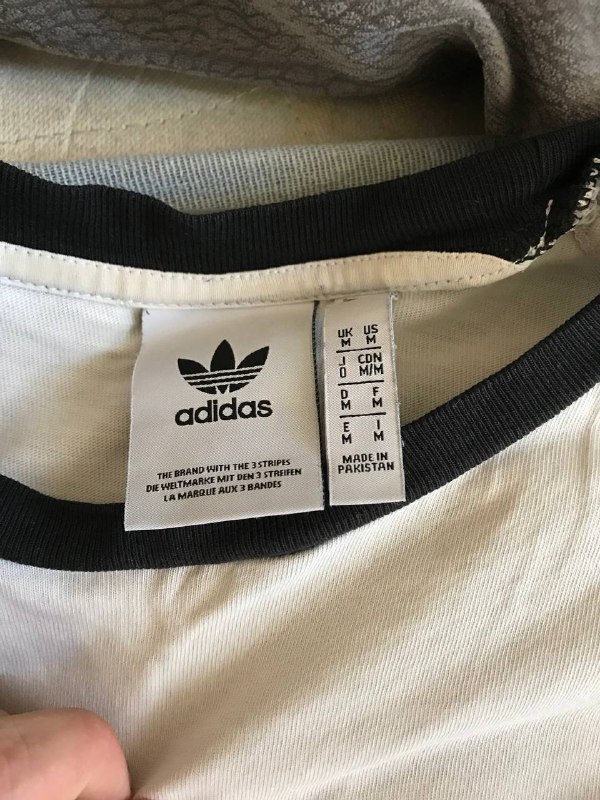 adidas
THE BRAND WITH THE 3 STRIPES
DIE WELTMARKE MIT DEN 3 STREIFEN
LA MARQUE AUX 3 BANDES
UK US
M M
J CDN
O M/M
D F
M M
E I
M M
MADE IN
PAKISTAN